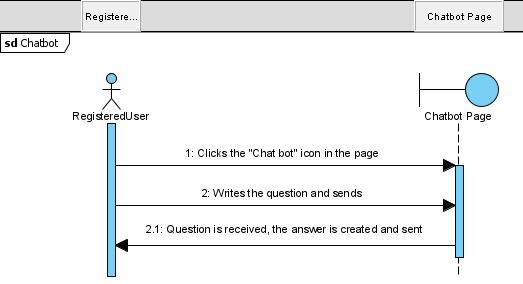 Registere...
Chatbot Page
sd Chatbot
RegisteredUser
Chatbot Page
1: Clicks the "Chat bot" icon in the page
2: Writes the question and sends
2.1: Question is received, the answer is created and sent